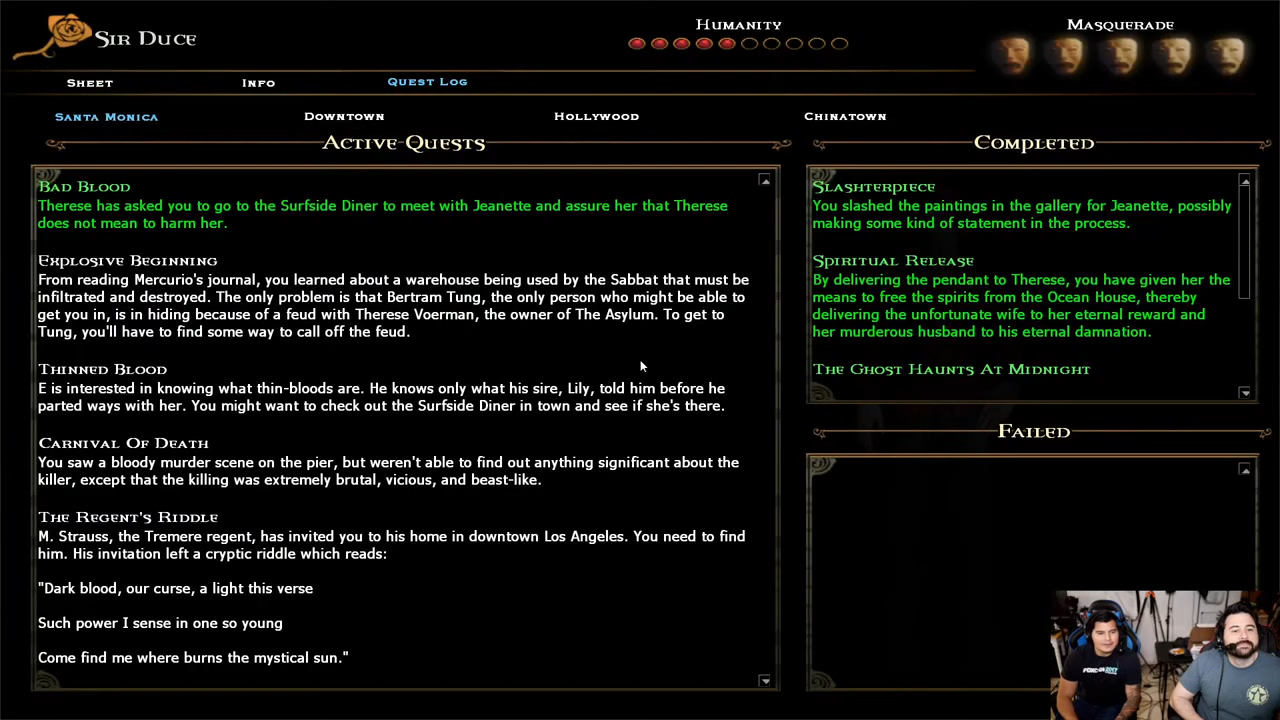 Sir Duce
Humanity
Masquerade
Sheet
Info
Quest Log
Santa Monica
Downtown
Hollywood
Chinatown
Active Quests
Bad Blood
Therese has asked you to go to the Surfside Diner to meet with Jeanette and assure her that Therese
does not mean to harm her.
Explosive Beginning
From reading Mercurio's journal, you learned about a warehouse being used by the Sabbat that must be
infiltrated and destroyed. The only problem is that Bertram Tung, the only person who might be able to
get you in, is in hiding because of a feud with Therese Voerman, the owner of The Asylum. To get to
Tung, you'll have to find some way to call off the feud.
Thinned Blood
E is interested in knowing what thin-bloods are. He knows only what his sire, Lily, told him before he
parted ways with her. You might want to check out the Surfside Diner in town and see if she's there.
Carnival Of Death
You saw a bloody murder scene on the pier, but weren't able to find out anything significant about the
killer, except that the killing was extremely brutal, vicious, and beast-like.
The Regent's Riddle
M. Strauss, the Tremere regent, has invited you to his home in downtown Los Angeles. You need to find
him. His invitation left a cryptic riddle which reads:
"Dark blood, our curse, a light this verse
Such power I sense in one so young
Come find me where burns the mystical sun."
Completed
Slashterpiece
You slashed the paintings in the gallery for Jeanette, possibly
making some kind of statement in the process.
Spiritual Release
By delivering the pendant to Therese, you have given her the
means to free the spirits from the Ocean House, thereby
delivering the unfortunate wife to her eternal reward and
her murderous husband to his eternal damnation.
The Ghost Haunts At Midnight
Failed